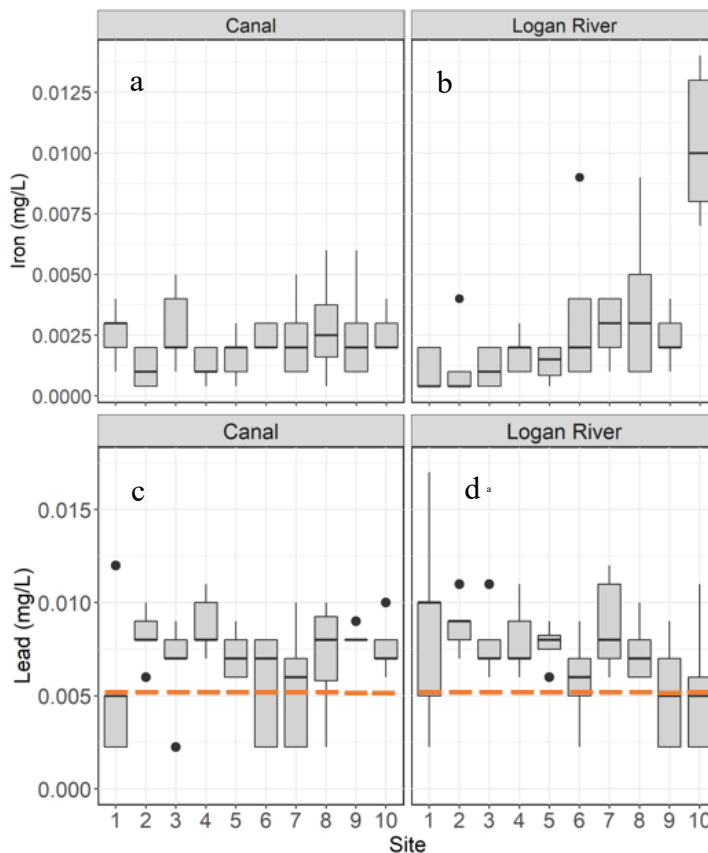 Canal
Logan River
a
b
0.0125
0.0100
0.0075
0.0050
0.0025
0.0000
Iron (mg/L)
Canal
Logan River
c
d a
0.015
0.010
0.005
0.000
Lead (mg/L)
1 2 3 4 5 6 7 8 9 10
1 2 3 4 5 6 7 8 9 10
Site